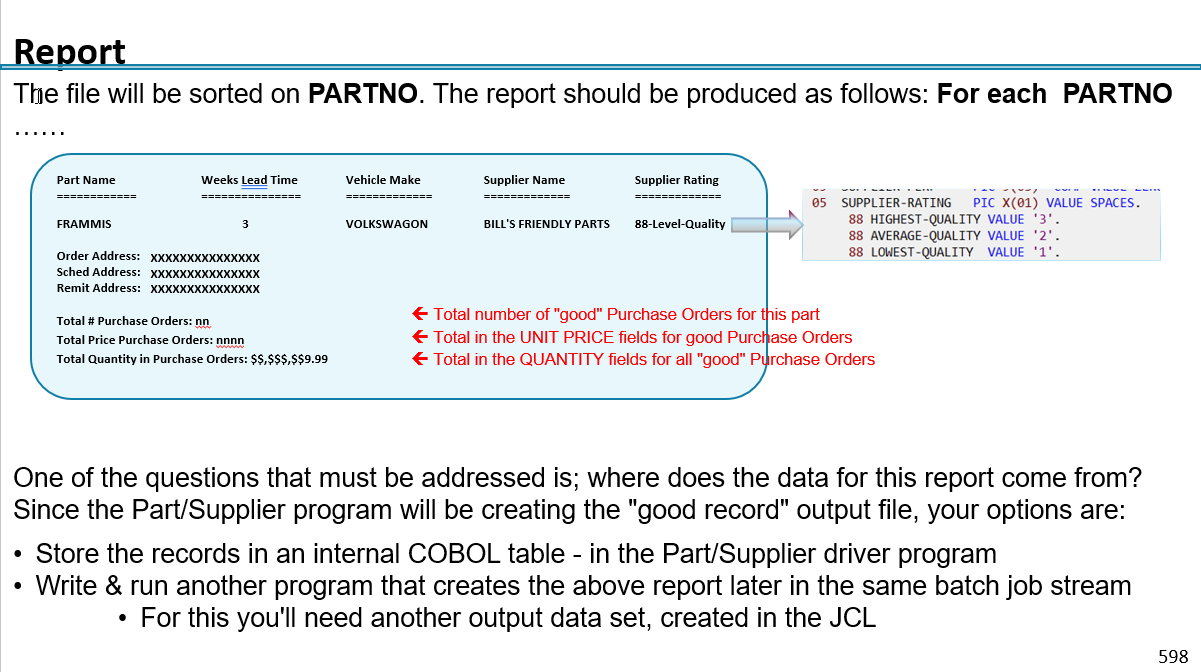 Report
The file will be sorted on PARTNO. The report should be produced as follows: For each PARTNO
......
Part Name Weeks Lead Time Vehicle Make Supplier Name Supplier Rating
============ =============== ============= ============= =============
FRAMMIS 3 VOLKSWAGON BILL'S FRIENDLY PARTS 88-Level-Quality
05 SUPPLIER-RATING PIC X(01) VALUE SPACES.
88 HIGHEST-QUALITY VALUE '3'.
88 AVERAGE-QUALITY VALUE '2'.
88 LOWEST-QUALITY VALUE '1'.
Order Address: XXXXXXXXXXXXXXX
Sched Address: XXXXXXXXXXXXXXX
Remit Address: XXXXXXXXXXXXXXX
Total # Purchase Orders: nn
Total Price Purchase Orders: nnnn
Total Quantity in Purchase Orders: $$,$$$,$$9.99
🡨 Total number of "good" Purchase Orders for this part
🡨 Total in the UNIT PRICE fields for good Purchase Orders
🡨 Total in the QUANTITY fields for all "good" Purchase Orders
One of the questions that must be addressed is; where does the data for this report come from?
Since the Part/Supplier program will be creating the "good record" output file, your options are:
• Store the records in an internal COBOL table - in the Part/Supplier driver program
• Write & run another program that creates the above report later in the same batch job stream
• For this you'll need another output data set, created in the JCL
598